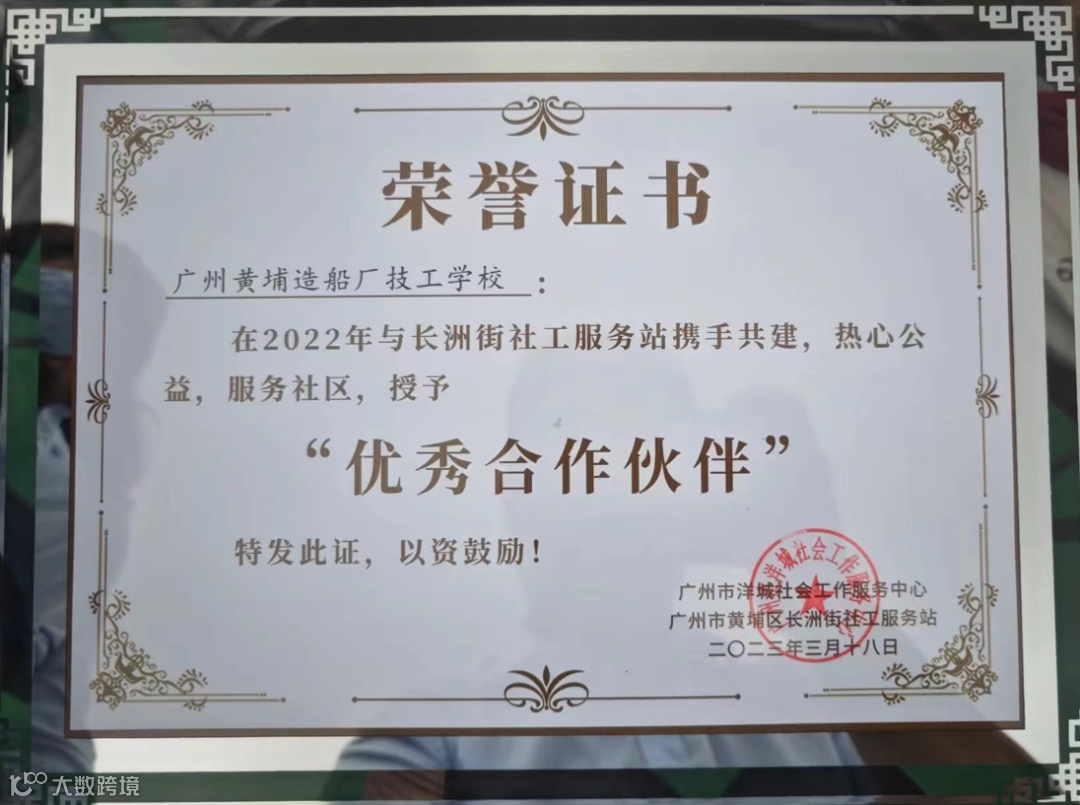 荣誉证书
广州黄埔造船厂技工学校：
在2022年与长洲街社工服务站携手共建，热心公
益，服务社区，授予
“优秀合作伙伴”
特发此证，以资鼓励！
广州市洋城社会工作服务中心
广州市黄埔区长洲街社工服务站
二〇二三年三月十八日
大数跨境